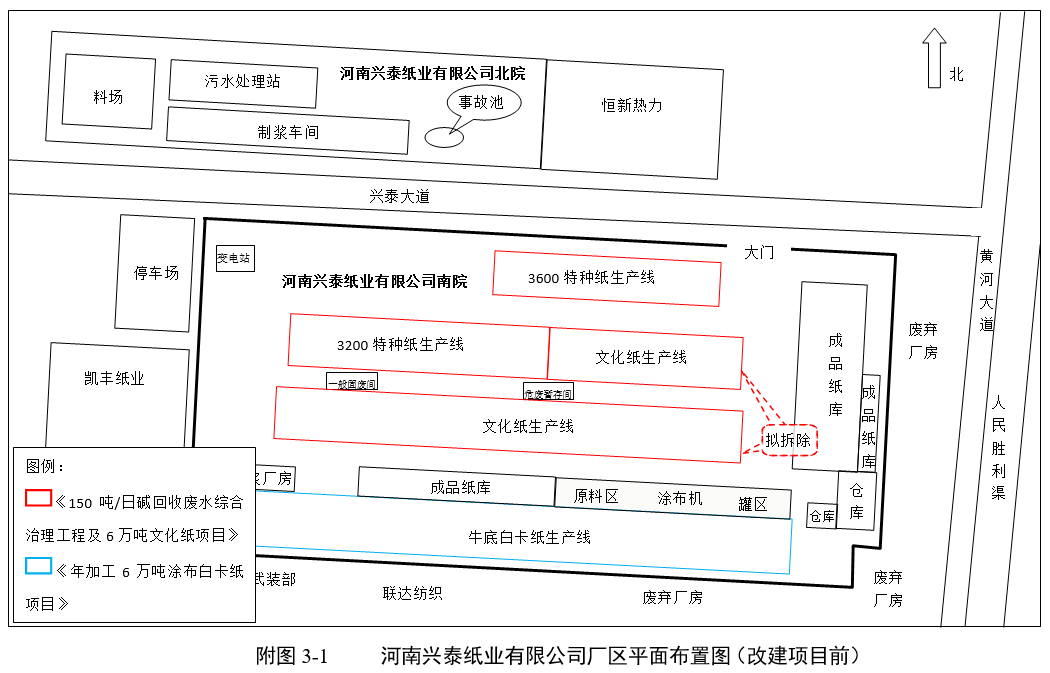 河南兴泰纸业有限公司北院
北
料场
污水处理站
事故池
恒新热力
制浆车间
兴泰大道
变电站
停车场
大门
河南兴泰纸业有限公司南院
3600特种纸生产线
黄河大道
废弃
厂房
3200特种纸生产线
文化纸生产线
成品纸库
凯丰纸业
一般固废间
危废暂存间
成品纸库
人民胜利渠
文化纸生产线
拟拆除
图例：
《150 吨/日碱回收废水综合
治理工程及6万吨文化纸项目》
《年加工6万吨涂布白卡纸
项目》
厂房
成品纸库
原料区
涂布机
罐区
仓库
仓库
牛底白卡纸生产线
武装部
联达纺织
废弃厂房
废弃
厂房
附图 3-1 河南兴泰纸业有限公司厂区平面布置图（改建项目前）